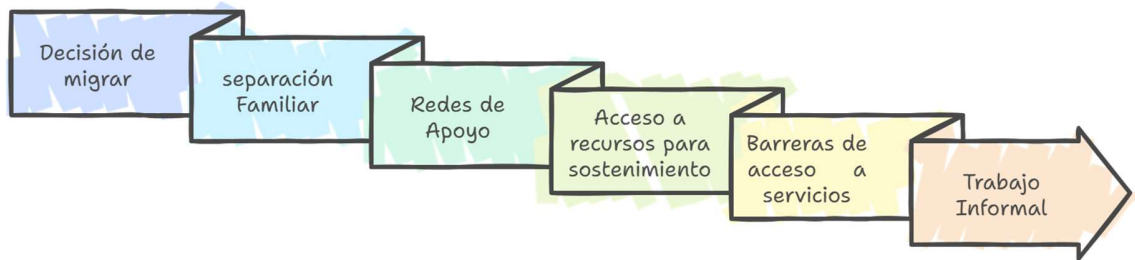 Decisión de
migrar
separación
Familiar
Redes de
Apoyo
Acceso a
recursos para
sostenimiento
Barreras de
acceso a
servicios
Trabajo
Informal